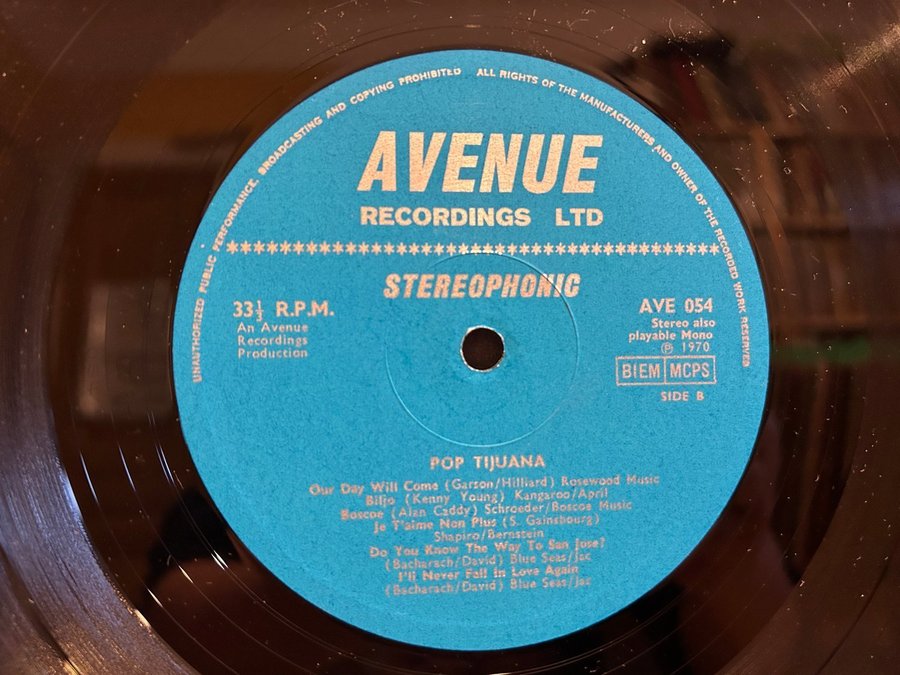 UNAUTHORIZED PUBLIC PERFORMANCE, BROADCASTING AND COPYING PROHIBITED ALL RIGHTS OF THE MANUFACTURERS AND OWNER OF THE RECORDED WORK RESERVED
AVENUE
RECORDINGS LTD
****************************************************
STEREOPHONIC
33⅓ R.P.M.
An Avenue
Recordings
Production
AVE 054
Stereo also
playable Mono
℗ 1970
BIEM MCPS
SIDE B
POP TIJUANA
Our Day Will Come (Garson/Hilliard) Rosewood Music
Biljo (Kenny Young) Kangaroo/April
Boscoe (Alan Caddy) Schroeder/Boscoe Music
Je T'aime Non Plus (S. Gainsbourg)
Shapiro/Bernstein
Do You Know The Way To San Jose?
(Bacharach/David) Blue Seas/Jac
I'll Never Fall in Love Again
(Bacharach/David) Blue Seas/Jac